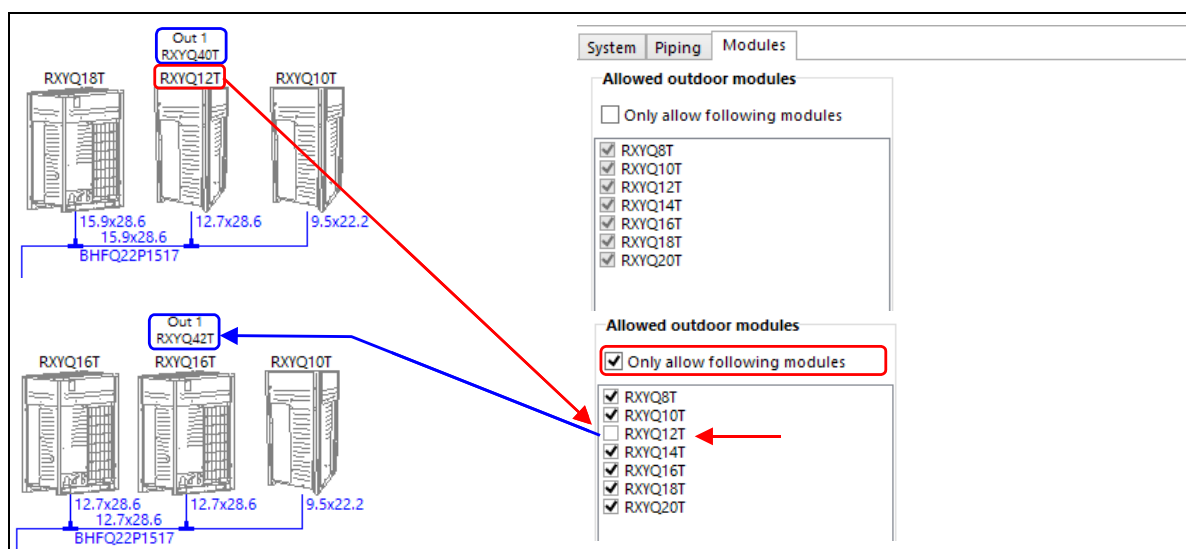 Out 1
RXYQ40T
RXYQ18T RXYQ12T RXYQ10T
15.9x28.6 12.7x28.6 9.5x22.2
15.9x28.6
BHFQ22P1517
Out 1
RXYQ42T
RXYQ16T RXYQ16T RXYQ10T
12.7x28.6 12.7x28.6 9.5x22.2
12.7x28.6
BHFQ22P1517
System Piping Modules
Allowed outdoor modules
Only allow following modules
RXYQ8T
RXYQ10T
RXYQ12T
RXYQ14T
RXYQ16T
RXYQ18T
RXYQ20T
Allowed outdoor modules
Only allow following modules
RXYQ8T
RXYQ10T
RXYQ12T
RXYQ14T
RXYQ16T
RXYQ18T
RXYQ20T